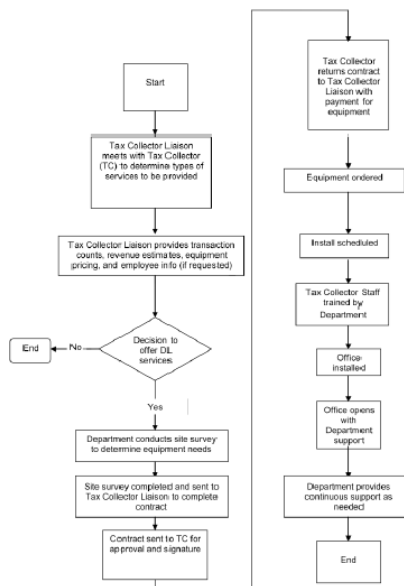 Start
Tax Collector Liaison
meets with Tax Collector
(TC) to determine types of
services to be provided
Tax Collector Liaison provides transaction
counts, revenue estimates, equipment
pricing, and employee info (if requested)
Decision to
offer D/L
services
No
End
Yes
Department conducts site survey
to determine equipment needs
Site survey completed and sent to
Tax Collector Liaison to complete
contract
Contract sent to TC for
approval and signature
Tax Collector
returns contract
to Tax Collector
Liaison with
payment for
equipment
Equipment ordered
Install scheduled
Tax Collector Staff
trained by
Department
Office
installed
Office opens
with
Department
support
Department provides
continuous support as
needed
End